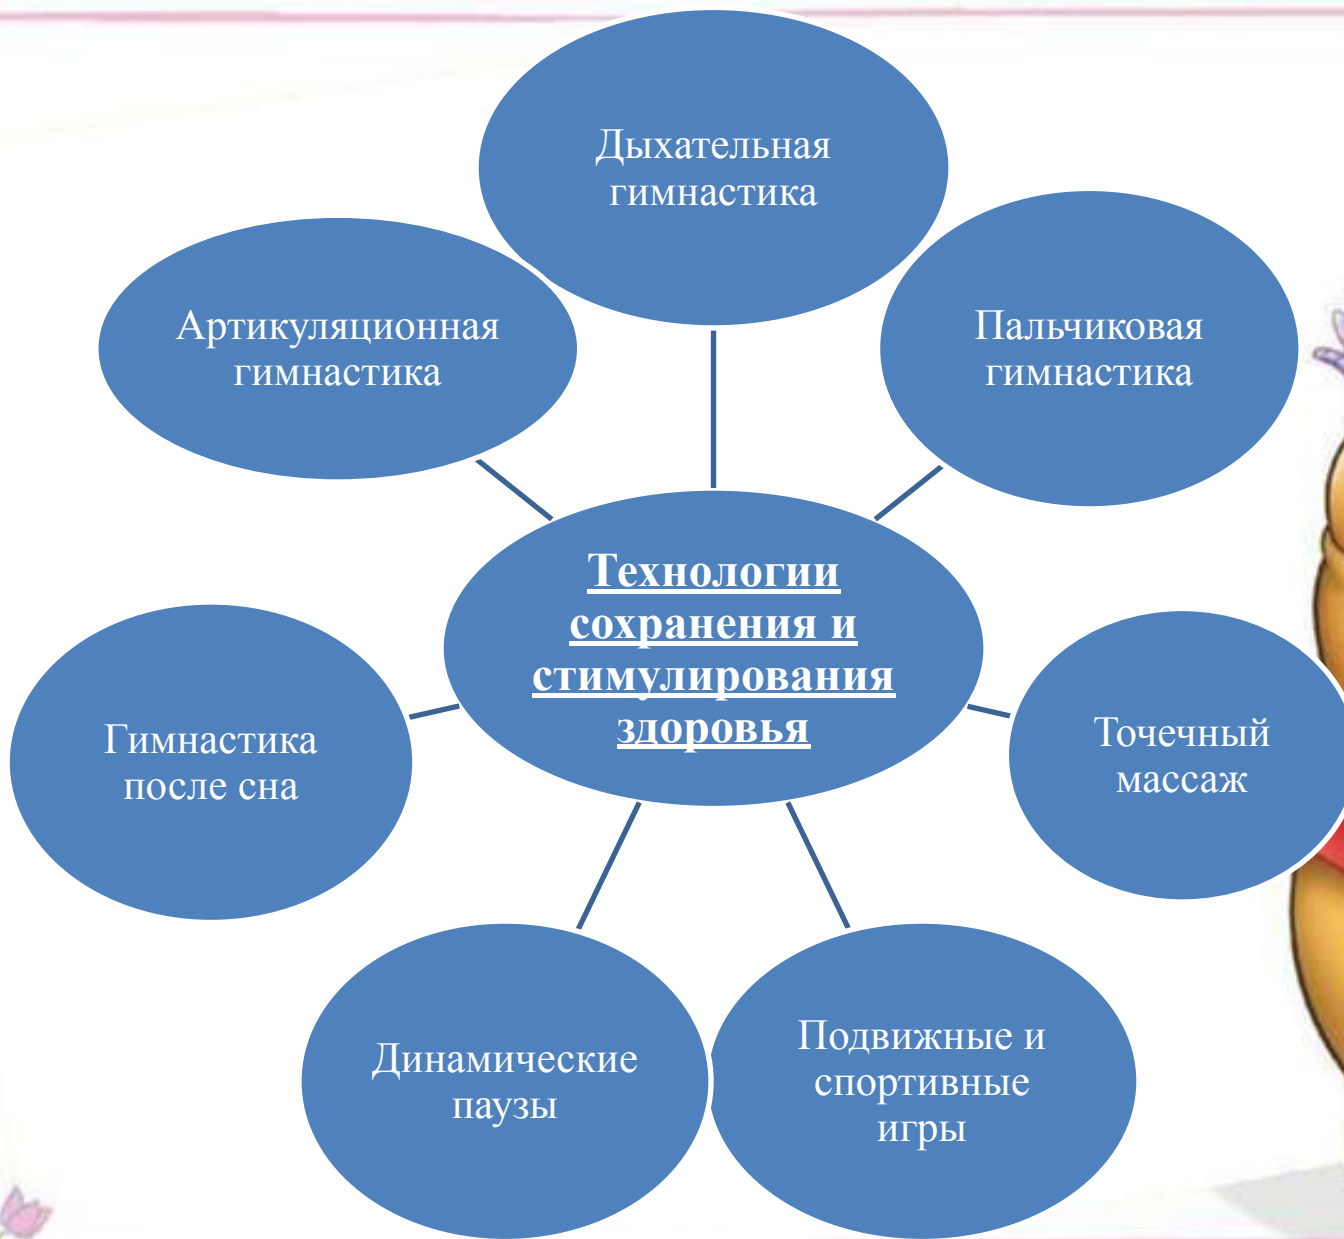 Дыхательная
гимнастика
Артикуляционная
гимнастика
Пальчиковая
гимнастика
Технологии
сохранения и
стимулирования
здоровья
Гимнастика
после сна
Точечный
массаж
Динамические
паузы
Подвижные и
спортивные
игры